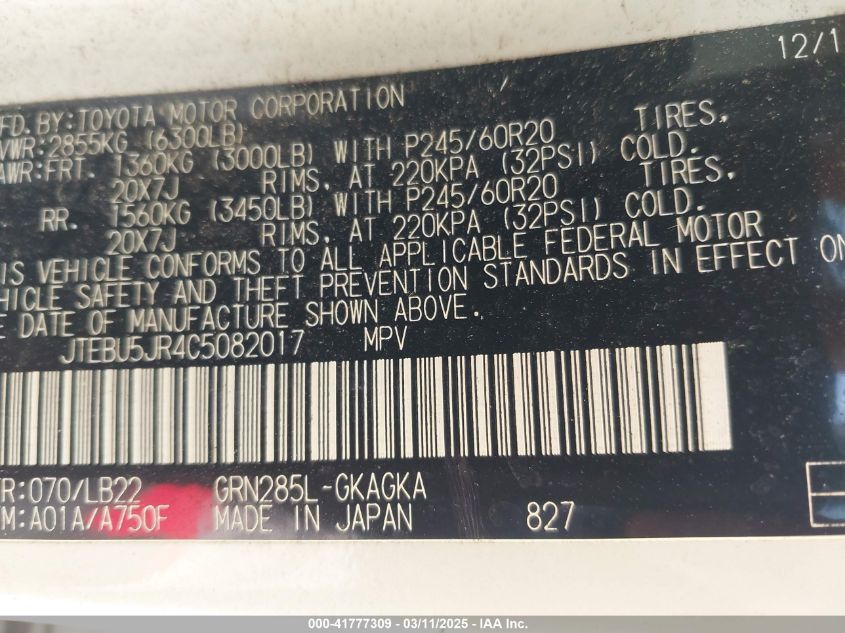 12/1
MFD. BY: TOYOTA MOTOR CORPORATION
VWR: 2855KG (6300LB)
AWR: FRT. 1360KG (3000LB) WITH P245/60R20 TIRES,
20X7J RIMS, AT 220KPA (32PSI) COLD.
RR. 1560KG (3450LB) WITH P245/60R20 TIRES,
20X7J RIMS, AT 220KPA (32PSI) COLD.
IS VEHICLE CONFORMS TO ALL APPLICABLE FEDERAL MOTOR
HICLE SAFETY AND THEFT PREVENTION STANDARDS IN EFFECT ON
E DATE OF MANUFACTURE SHOWN ABOVE.
JTEBU5JR4C5082017 MPV
TR: 070/LB22 GRN285L-GKAGKA
M: A01A/A750F MADE IN JAPAN 827
000-41777309 - 03/11/2025 - IAA Inc.